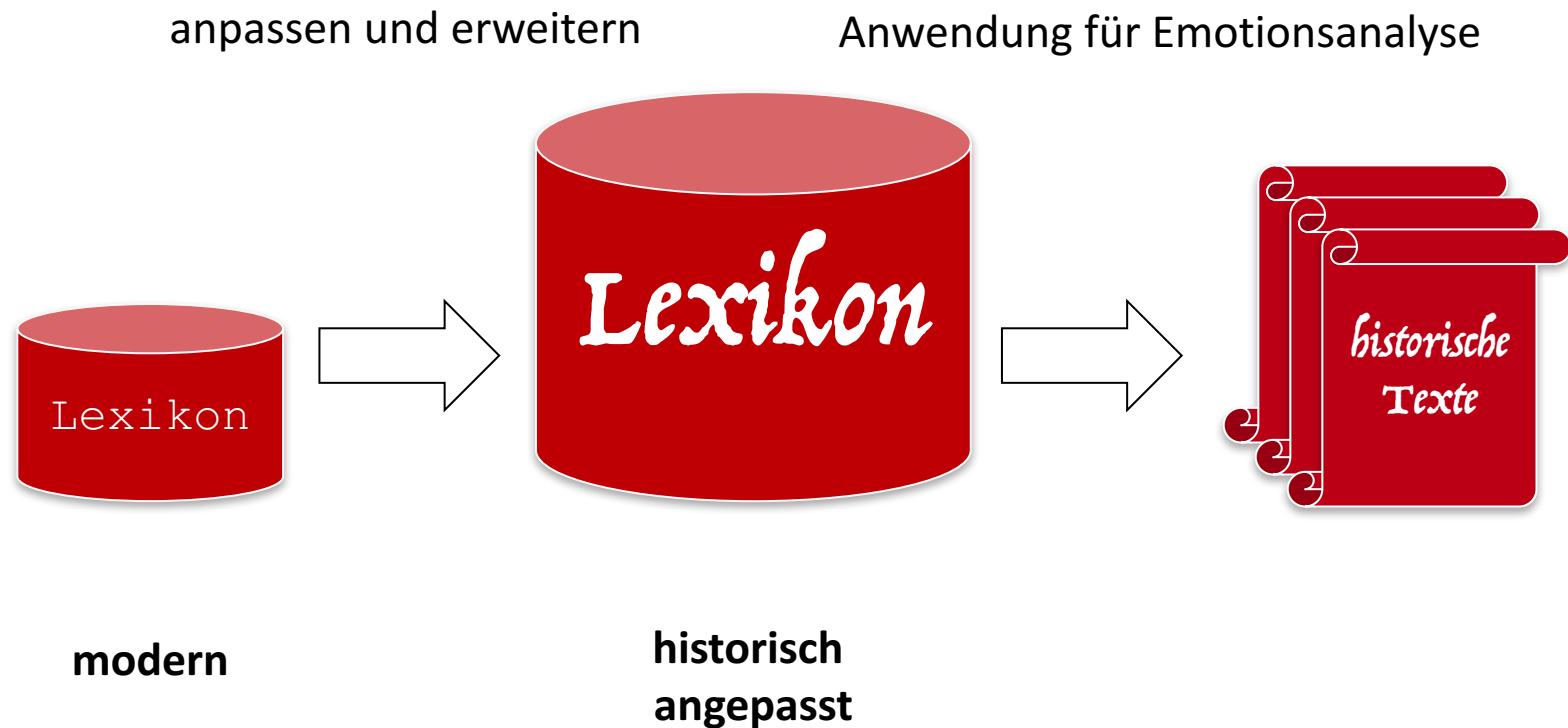 anpassen und erweitern
Anwendung für Emotionsanalyse
Lexikon
Lexikon
historische
Texte
modern
historisch
angepasst